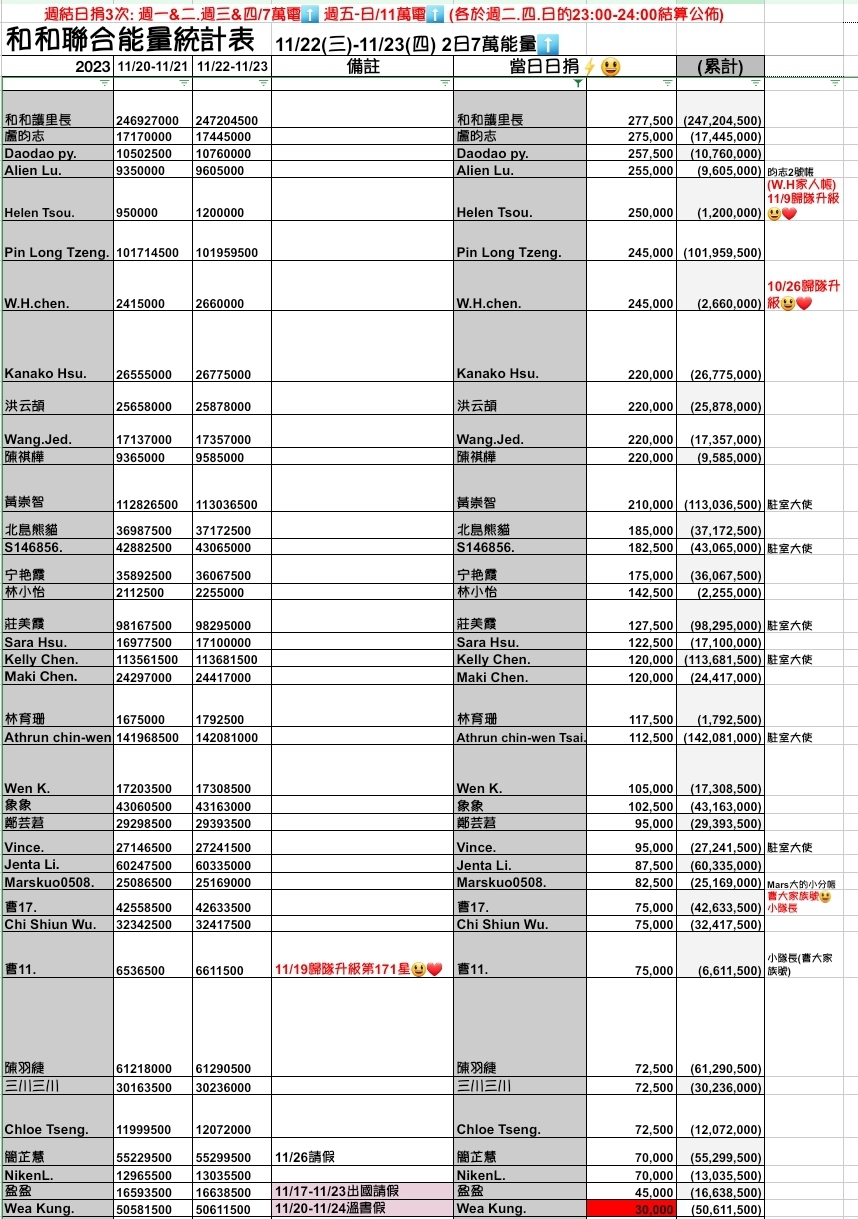 週結日捐3次: 週一&二.週三&四/7萬電⬆️ 週五-日/11萬電⬆️ (各於週二.四.日的23:00-24:00結算公佈)
和和聯合能量統計表 11/22(三)-11/23(四) 2日7萬能量⬆️
2023 11/20-11/21 11/22-11/23 備註 當日日捐⚡😃 (累計)
和和護里長 246927000 247204500 和和護里長 277,500 (247,204,500)
盧昀志 17170000 17445000 盧昀志 275,000 (17,445,000)
Daodao py. 10502500 10760000 Daodao py. 257,500 (10,760,000)
Alien Lu. 9350000 9605000 Alien Lu. 255,000 (9,605,000) 昀志2號帳
Helen Tsou. 950000 1200000 Helen Tsou. 250,000 (1,200,000) (W.H家人帳)
11/9歸隊升級
😃❤️
Pin Long Tzeng. 101714500 101959500 Pin Long Tzeng. 245,000 (101,959,500)
W.H.chen. 2415000 2660000 W.H.chen. 245,000 (2,660,000) 10/26歸隊升
級😃❤️
Kanako Hsu. 26555000 26775000 Kanako Hsu. 220,000 (26,775,000)
洪云頡 25658000 25878000 洪云頡 220,000 (25,878,000)
Wang.Jed. 17137000 17357000 Wang.Jed. 220,000 (17,357,000)
陳祺樺 9365000 9585000 陳祺樺 220,000 (9,585,000)
黃崇智 112826500 113036500 黃崇智 210,000 (113,036,500) 駐室大使
北島熊貓 36987500 37172500 北島熊貓 185,000 (37,172,500)
S146856. 42882500 43065000 S146856. 182,500 (43,065,000) 駐室大使
宁艳霞 35892500 36067500 宁艳霞 175,000 (36,067,500)
林小怡 2112500 2255000 林小怡 142,500 (2,255,000)
莊美霞 98167500 98295000 莊美霞 127,500 (98,295,000) 駐室大使
Sara Hsu. 16977500 17100000 Sara Hsu. 122,500 (17,100,000)
Kelly Chen. 113561500 113681500 Kelly Chen. 120,000 (113,681,500) 駐室大使
Maki Chen. 24297000 24417000 Maki Chen. 120,000 (24,417,000)
林育珊 1675000 1792500 林育珊 117,500 (1,792,500)
Athrun chin-wen 141968500 142081000 Athrun chin-wen Tsai. 112,500 (142,081,000) 駐室大使
Wen K. 17203500 17308500 Wen K. 105,000 (17,308,500)
象象 43060500 43163000 象象 102,500 (43,163,000)
鄭芸苕 29298500 29393500 鄭芸苕 95,000 (29,393,500)
Vince. 27146500 27241500 Vince. 95,000 (27,241,500) 駐室大使
Jenta Li. 60247500 60335000 Jenta Li. 87,500 (60,335,000)
Marskuo0508. 25086500 25169000 Marskuo0508. 82,500 (25,169,000) Mars大的小分帳
曹17. 42558500 42633500 曹17. 75,000 (42,633,500) 曹大家族號😃
小隊長
Chi Shiun Wu. 32342500 32417500 Chi Shiun Wu. 75,000 (32,417,500)
曹11. 6536500 6611500 11/19歸隊升級第171星😃❤️ 曹11. 75,000 (6,611,500) 小隊長(曹大家
族號)
陳羽緁 61218000 61290500 陳羽緁 72,500 (61,290,500)
三川三川 30163500 30236000 三川三川 72,500 (30,236,000)
Chloe Tseng. 11999500 12072000 Chloe Tseng. 72,500 (12,072,000)
簡芷慧 55229500 55299500 11/26請假 簡芷慧 70,000 (55,299,500)
NikenL. 12965500 13035500 NikenL. 70,000 (13,035,500)
盈盈 16593500 16638500 11/17-11/23出國請假 盈盈 45,000 (16,638,500)
Wea Kung. 50581500 50611500 11/20-11/24溫書假 Wea Kung. 30,000 (50,611,500)